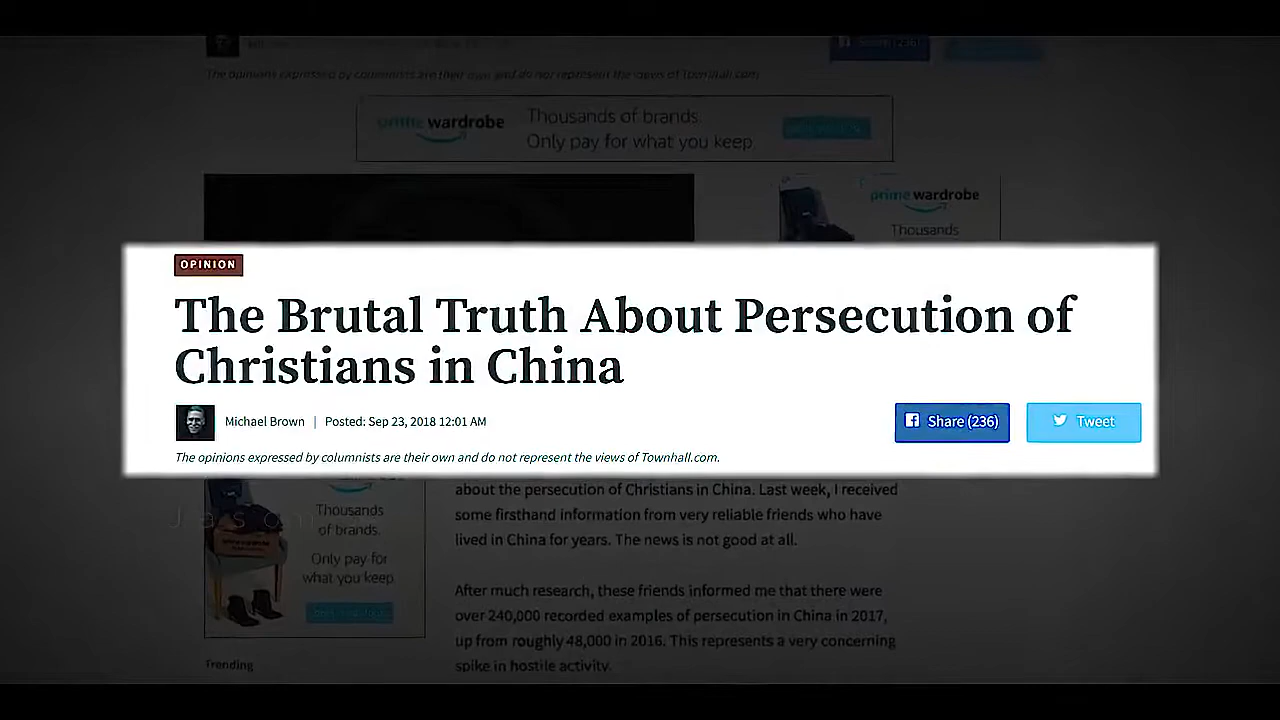 Share (236)
The opinions expressed by columnists are their own and do not represent the views of Townhall.com.
prime wardrobe
Thousands of brands.
Only pay for what you keep.
prime wardrobe
Thousands
OPINION
The Brutal Truth About Persecution of
Christians in China
Michael Brown | Posted: Sep 23, 2018 12:01 AM
Share (236)
Tweet
The opinions expressed by columnists are their own and do not represent the views of Townhall.com.
Thousands
of brands.
Only pay for
what you keep.
Trending
about the persecution of Christians in China. Last week, I received
some firsthand information from very reliable friends who have
lived in China for years. The news is not good at all.
After much research, these friends informed me that there were
over 240,000 recorded examples of persecution in China in 2017,
up from roughly 48,000 in 2016. This represents a very concerning
spike in hostile activity.